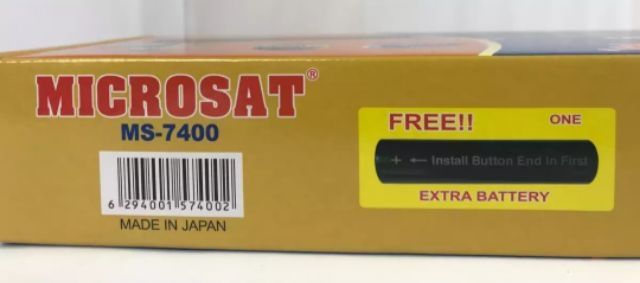 MICROSAT®
MS-7400
6 294001 574002
MADE IN JAPAN
FREE!! ONE
+ ← Install Button End In First
EXTRA BATTERY